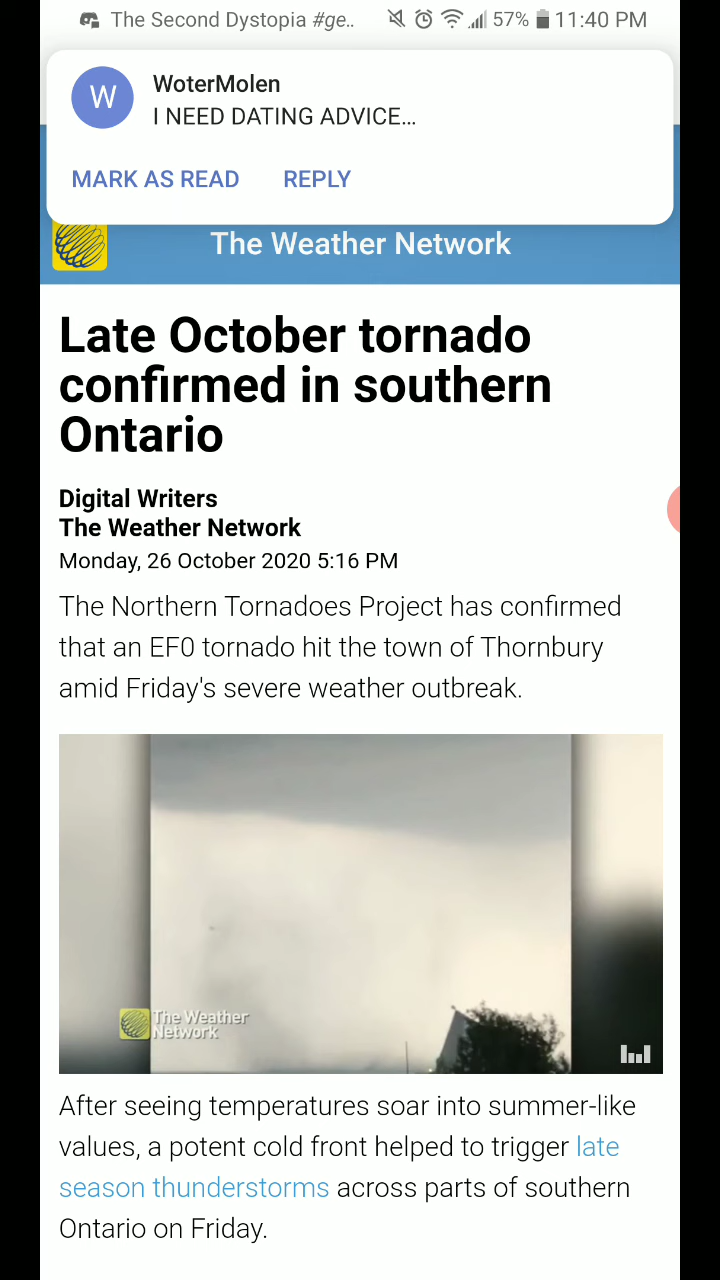 The Second Dystopia #ge.. 57% 11:40 PM
W
WoterMolen
I NEED DATING ADVICE...
MARK AS READ REPLY
The Weather Network
Late October tornado
confirmed in southern
Ontario
Digital Writers
The Weather Network
Monday, 26 October 2020 5:16 PM
The Northern Tornadoes Project has confirmed
that an EF0 tornado hit the town of Thornbury
amid Friday's severe weather outbreak.
The Weather
Network
After seeing temperatures soar into summer-like
values, a potent cold front helped to trigger late
season thunderstorms across parts of southern
Ontario on Friday.